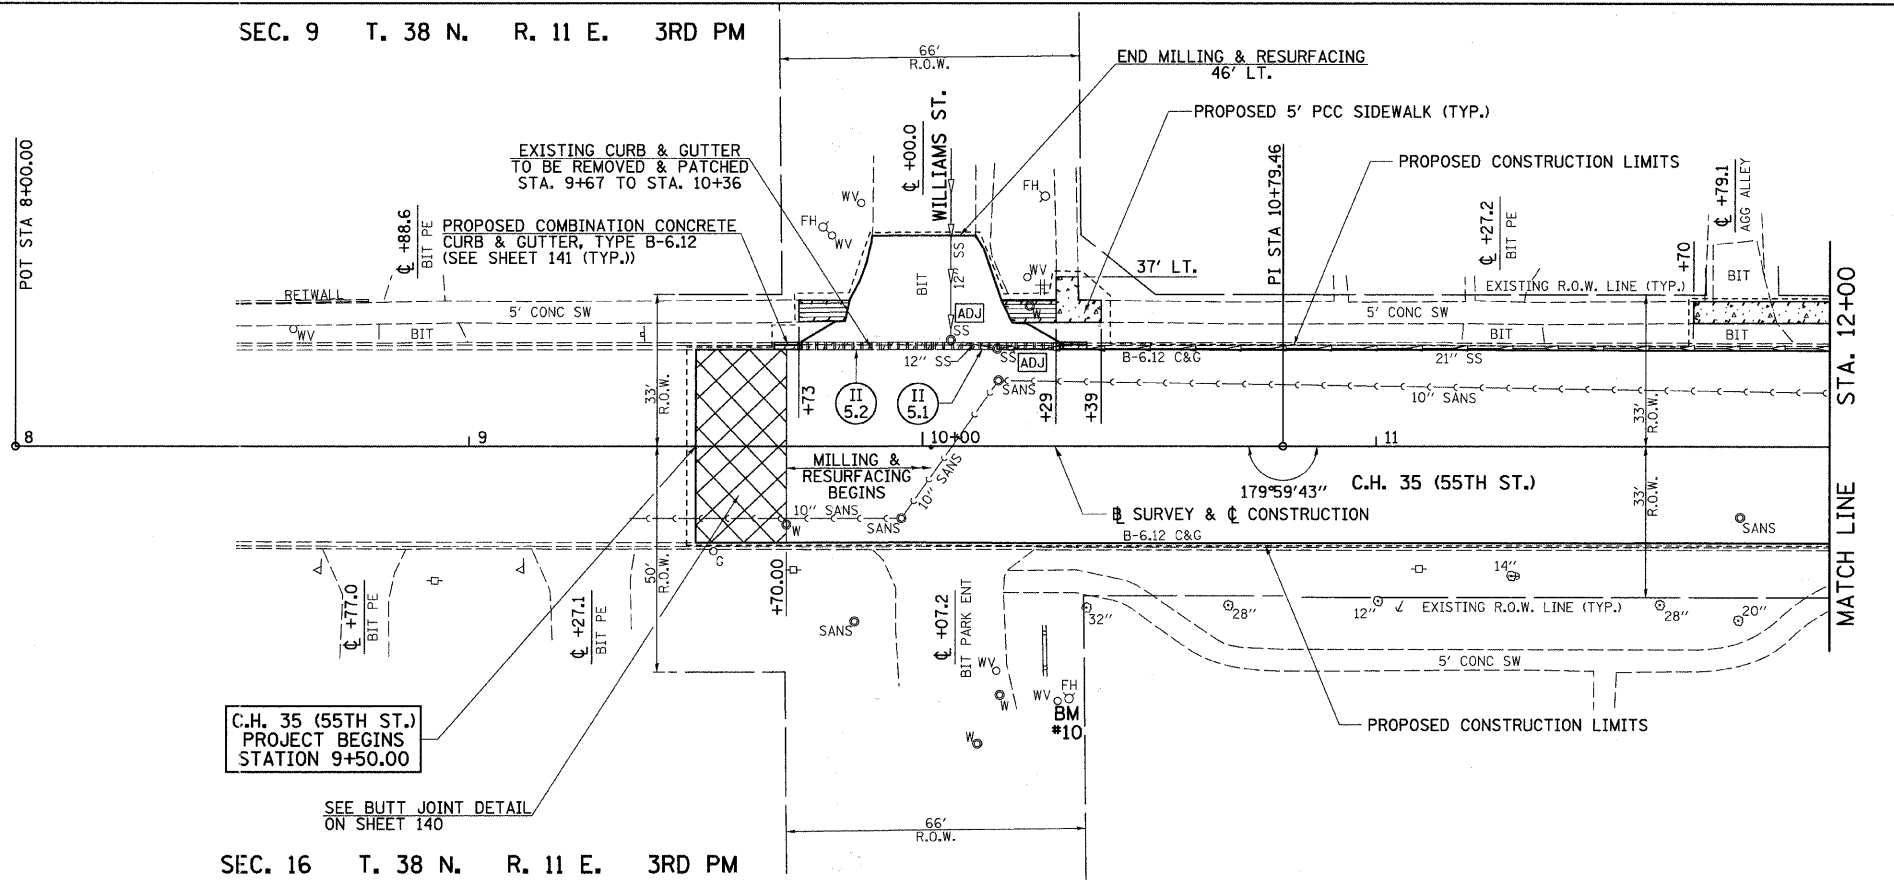 SEC. 9 T. 38 N. R. 11 E. 3RD PM
66'
R.O.W.
END MILLING & RESURFACING
46' LT.
PROPOSED 5' PCC SIDEWALK (TYP.)
POT STA 8+00.00
EXISTING CURB & GUTTER
TO BE REMOVED & PATCHED
STA. 9+67 TO STA. 10+36
WV
℄ +00.0
WILLIAMS ST.
FH
PI STA 10+79.46
PROPOSED CONSTRUCTION LIMITS
℄ +79.1
AGG ALLEY
℄ +88.6
BIT PE
PROPOSED COMBINATION CONCRETE
CURB & GUTTER, TYPE B-6.12
(SEE SHEET 141 (TYP.))
FH
WV
12" SS
WV
37' LT.
℄ +27.2
BIT PE
+70
BIT
RETWALL
BIT
EXISTING R.O.W. LINE (TYP.)
5' CONC SW
ADJ
W
5' CONC SW
WV
BIT
SS
BIT
BIT
12" SS
SS
ADJ
B-6.12 C&G
21" SS
33'
R.O.W.
+73
II
5.2
II
5.1
SANS
+29
+39
10" SANS
33'
R.O.W.
STA. 12+00
8
9
10+00
11
MILLING &
RESURFACING
BEGINS
10" SANS
179°59'43"
C.H. 35 (55TH ST.)
33'
R.O.W.
10" SANS
SANS
W
B̲L SURVEY & ℄ CONSTRUCTION
SANS
B-6.12 C&G
G
50'
R.O.W.
+70.00
14"
℄ +77.0
BIT PE
℄ +27.1
BIT PE
SANS
℄ +07.2
BIT PARK ENT
32"
28"
12"
EXISTING R.O.W. LINE (TYP.)
28"
20"
MATCH LINE
5' CONC SW
WV
W
WV
FH
BM
#10
W
PROPOSED CONSTRUCTION LIMITS
C.H. 35 (55TH ST.)
PROJECT BEGINS
STATION 9+50.00
SEE BUTT JOINT DETAIL
ON SHEET 140
66'
R.O.W.
SEC. 16 T. 38 N. R. 11 E. 3RD PM